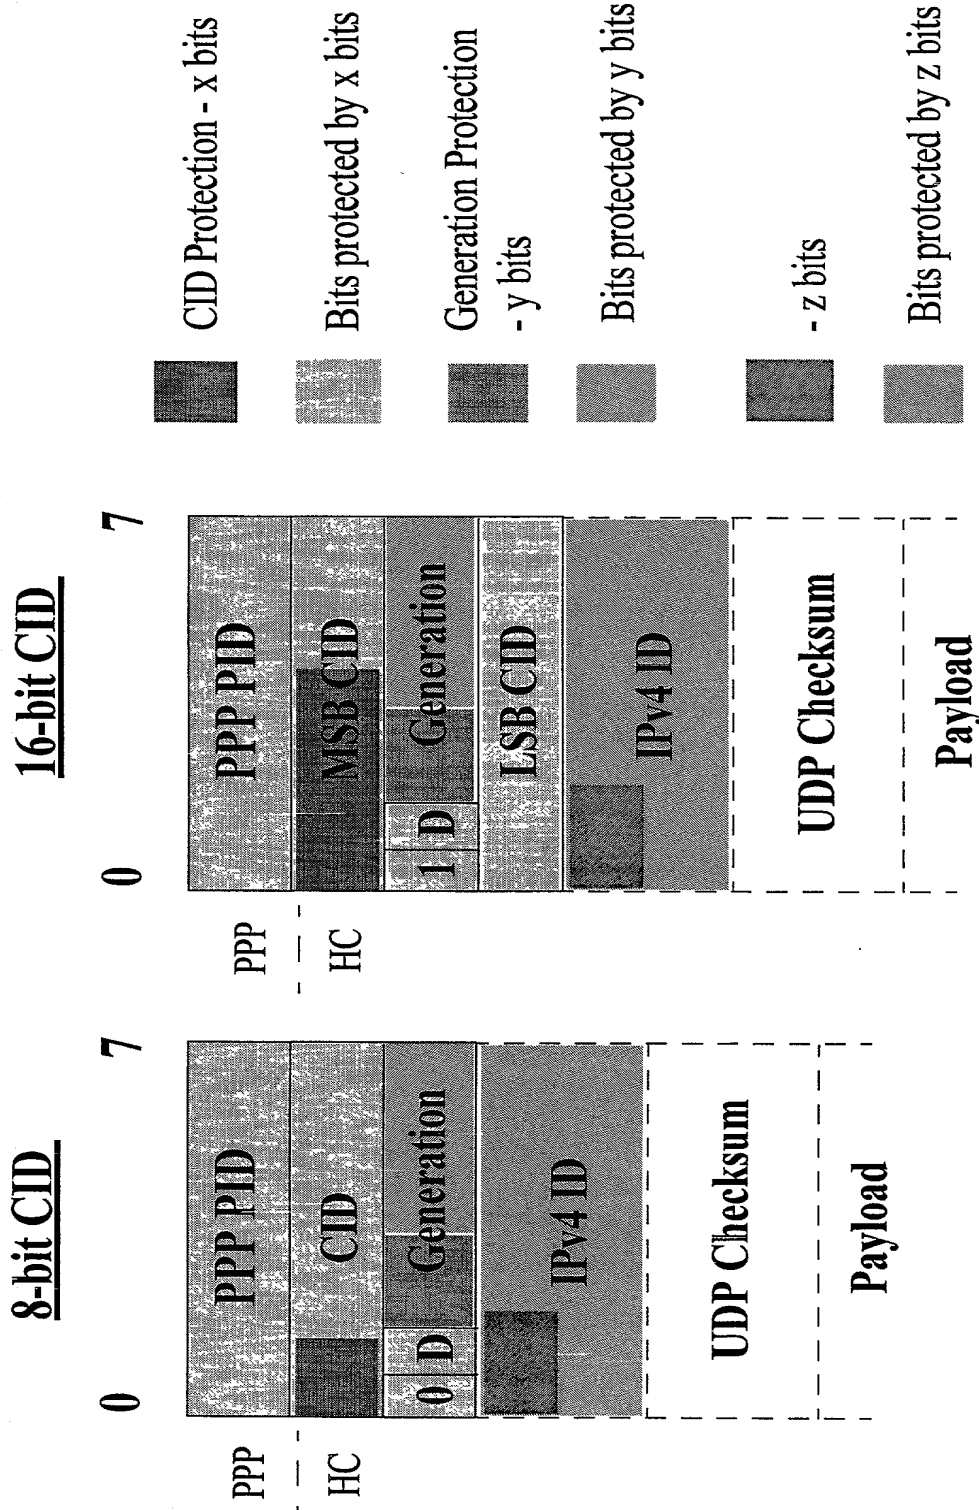 8-bit CID
0 7
PPP
HC
PPP PID
CID
0 D Generation
IPv4 ID
UDP Checksum
Payload
16-bit CID
0 7
PPP
HC
PPP PID
MSB CID
1 D Generation
LSB CID
IPv4 ID
UDP Checksum
Payload
CID Protection - x bits
Bits protected by x bits
Generation Protection
- y bits
Bits protected by y bits
- z bits
Bits protected by z bits